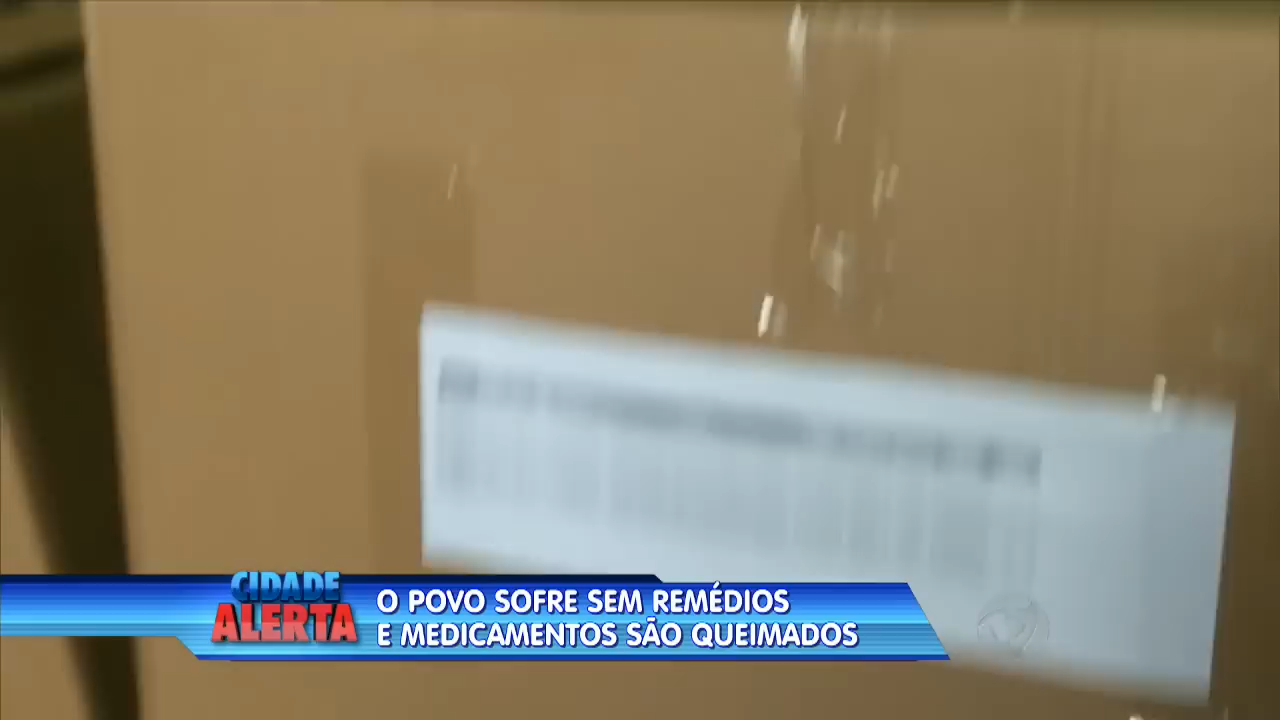 CIDADE
ALERTA
O POVO SOFRE SEM REMÉDIOS
E MEDICAMENTOS SÃO QUEIMADOS